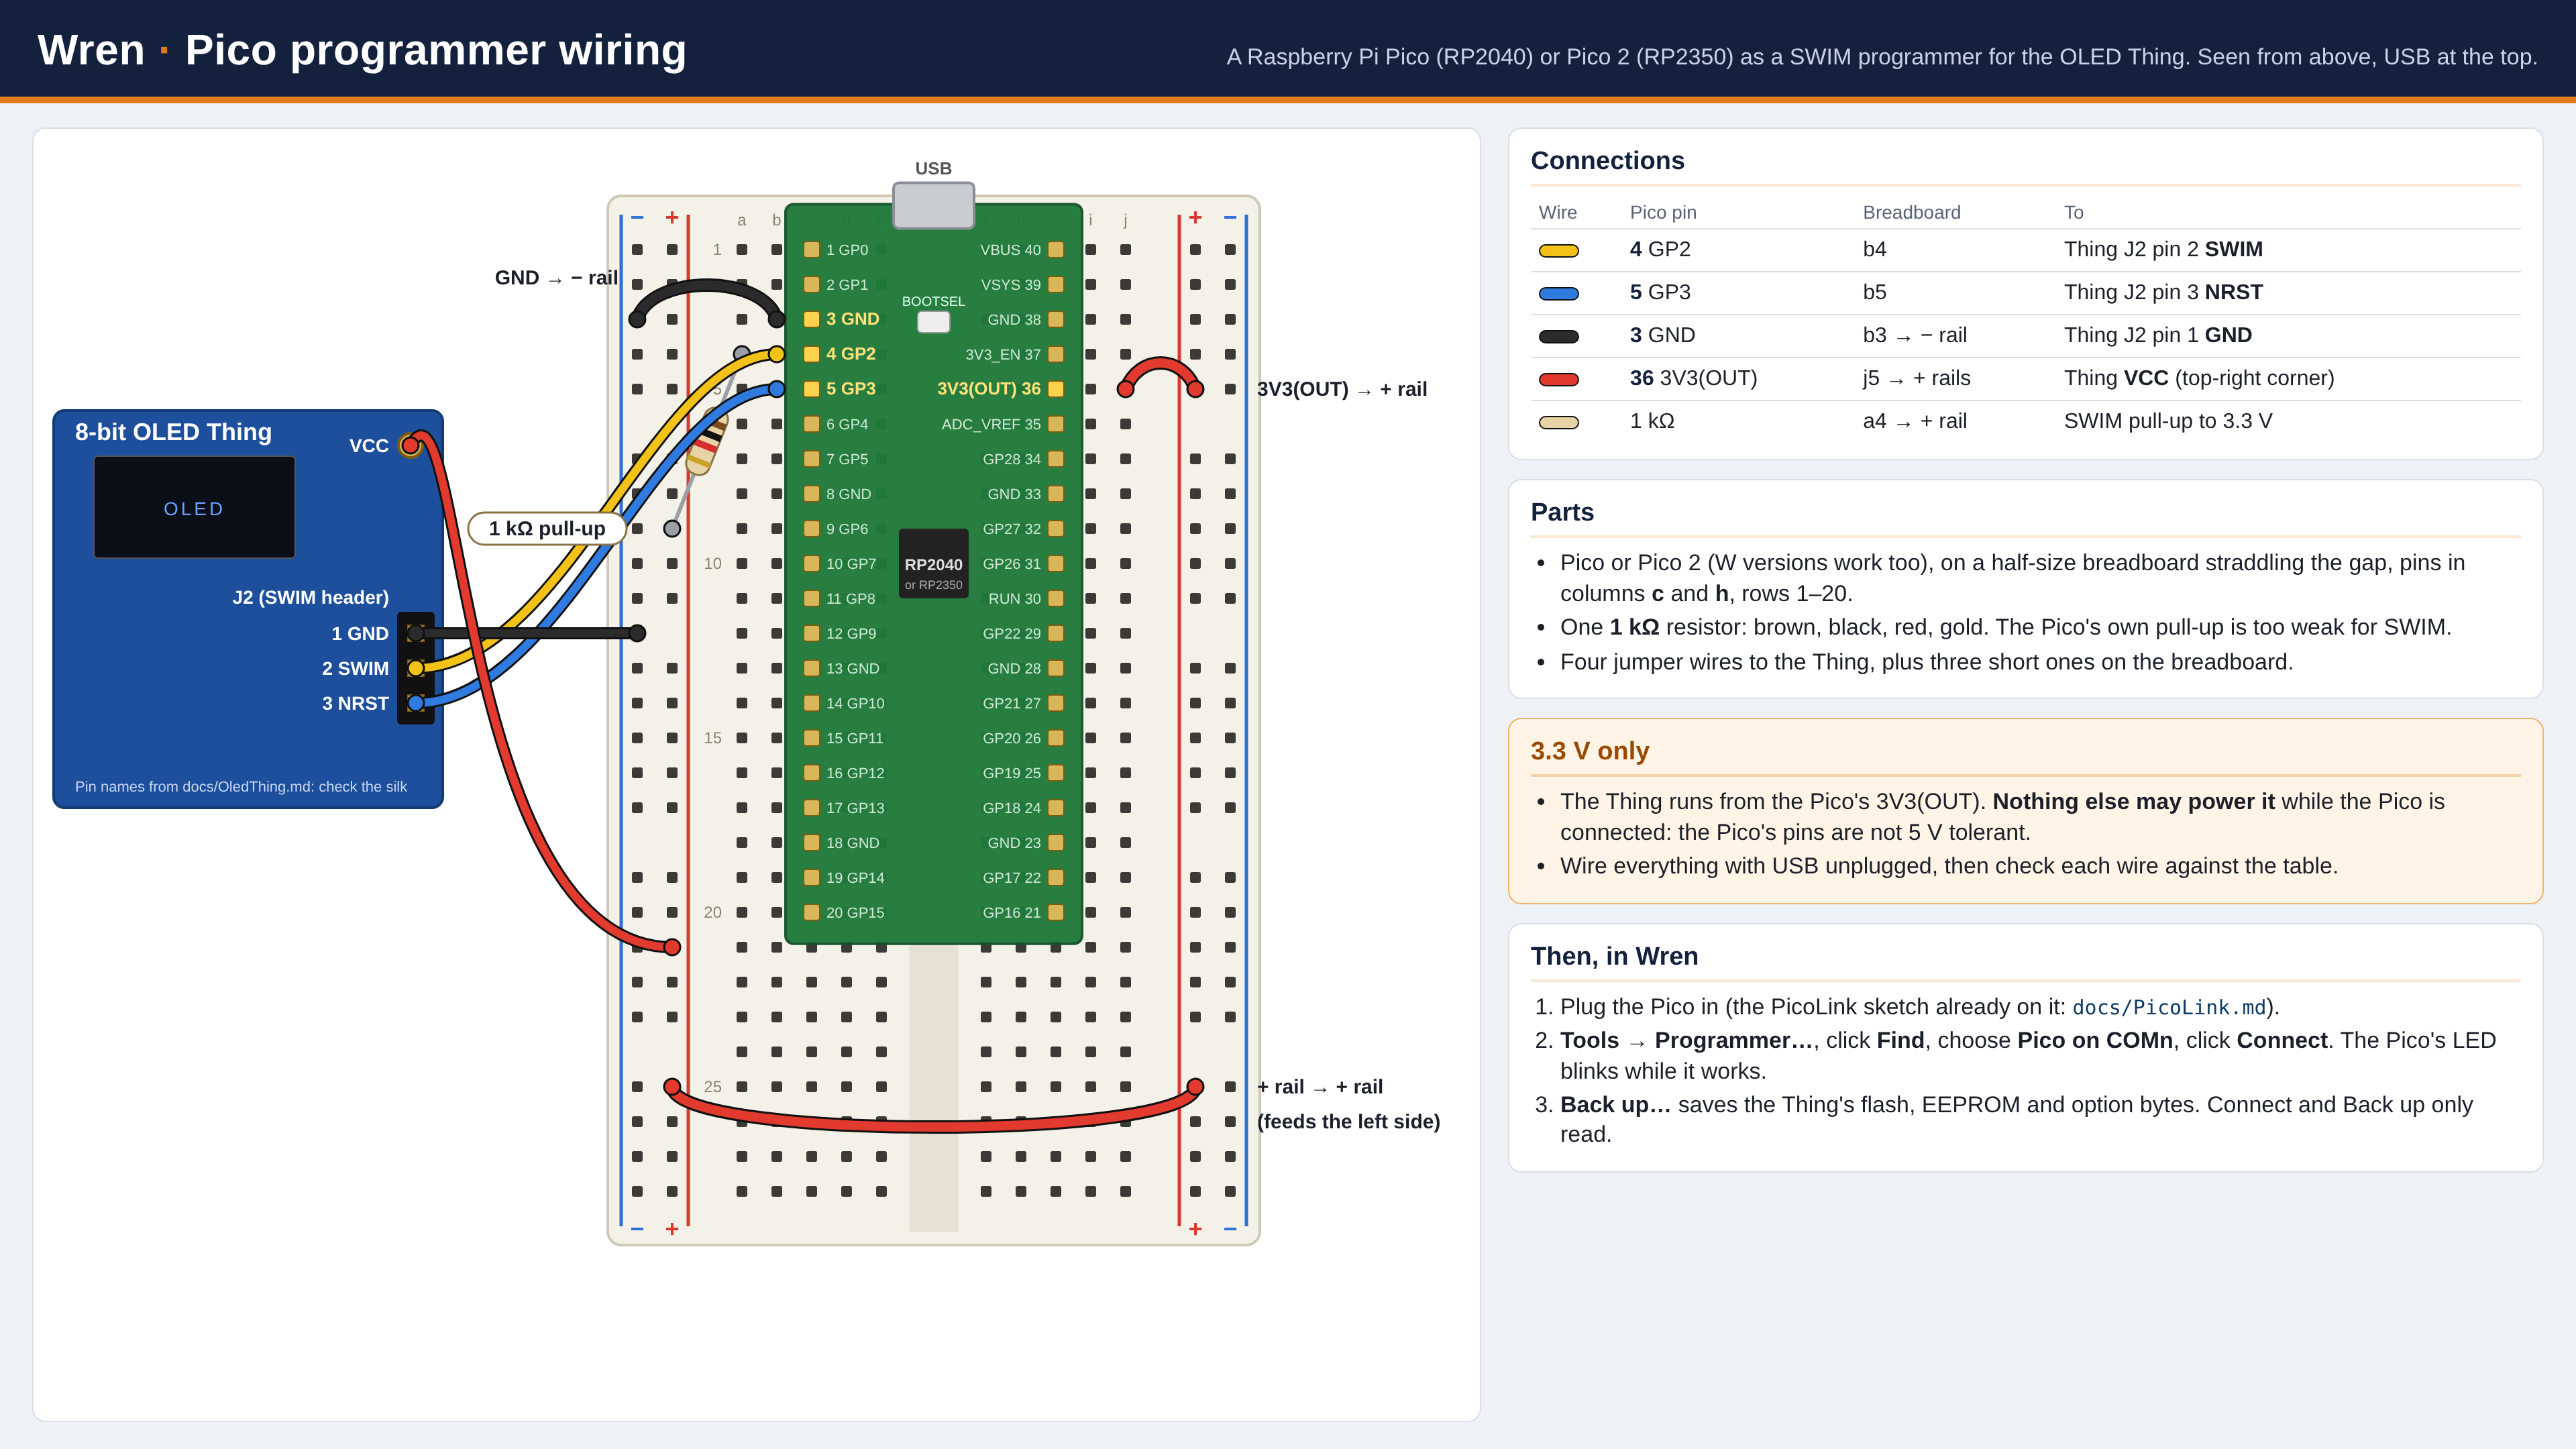 Wren · Pico programmer wiring
A Raspberry Pi Pico (RP2040) or Pico 2 (RP2350) as a SWIM programmer for the OLED Thing. Seen from above, USB at the top.
USB
− + a b i j + −
1
5
10
15
20
25
GND → − rail
1 GP0
2 GP1
3 GND
4 GP2
5 GP3
6 GP4
7 GP5
8 GND
9 GP6
10 GP7
11 GP8
12 GP9
13 GND
14 GP10
15 GP11
16 GP12
17 GP13
18 GND
19 GP14
20 GP15
BOOTSEL
RP2040
or RP2350
VBUS 40
VSYS 39
GND 38
3V3_EN 37
3V3(OUT) 36
ADC_VREF 35
GP28 34
GND 33
GP27 32
GP26 31
RUN 30
GP22 29
GND 28
GP21 27
GP20 26
GP19 25
GP18 24
GND 23
GP17 22
GP16 21
3V3(OUT) → + rail
8-bit OLED Thing
VCC
OLED
1 kΩ pull-up
J2 (SWIM header)
1 GND
2 SWIM
3 NRST
Pin names from docs/OledThing.md: check the silk
+ rail → + rail
(feeds the left side)
− + + −
Connections
Wire Pico pin Breadboard To
4 GP2 b4 Thing J2 pin 2 SWIM
5 GP3 b5 Thing J2 pin 3 NRST
3 GND b3 → − rail Thing J2 pin 1 GND
36 3V3(OUT) j5 → + rails Thing VCC (top-right corner)
1 kΩ a4 → + rail SWIM pull-up to 3.3 V
Parts
• Pico or Pico 2 (W versions work too), on a half-size breadboard straddling the gap, pins in
columns c and h, rows 1–20.
• One 1 kΩ resistor: brown, black, red, gold. The Pico's own pull-up is too weak for SWIM.
• Four jumper wires to the Thing, plus three short ones on the breadboard.
3.3 V only
• The Thing runs from the Pico's 3V3(OUT). Nothing else may power it while the Pico is
connected: the Pico's pins are not 5 V tolerant.
• Wire everything with USB unplugged, then check each wire against the table.
Then, in Wren
1. Plug the Pico in (the PicoLink sketch already on it: docs/PicoLink.md).
2. Tools → Programmer…, click Find, choose Pico on COMn, click Connect. The Pico's LED
blinks while it works.
3. Back up… saves the Thing's flash, EEPROM and option bytes. Connect and Back up only
read.